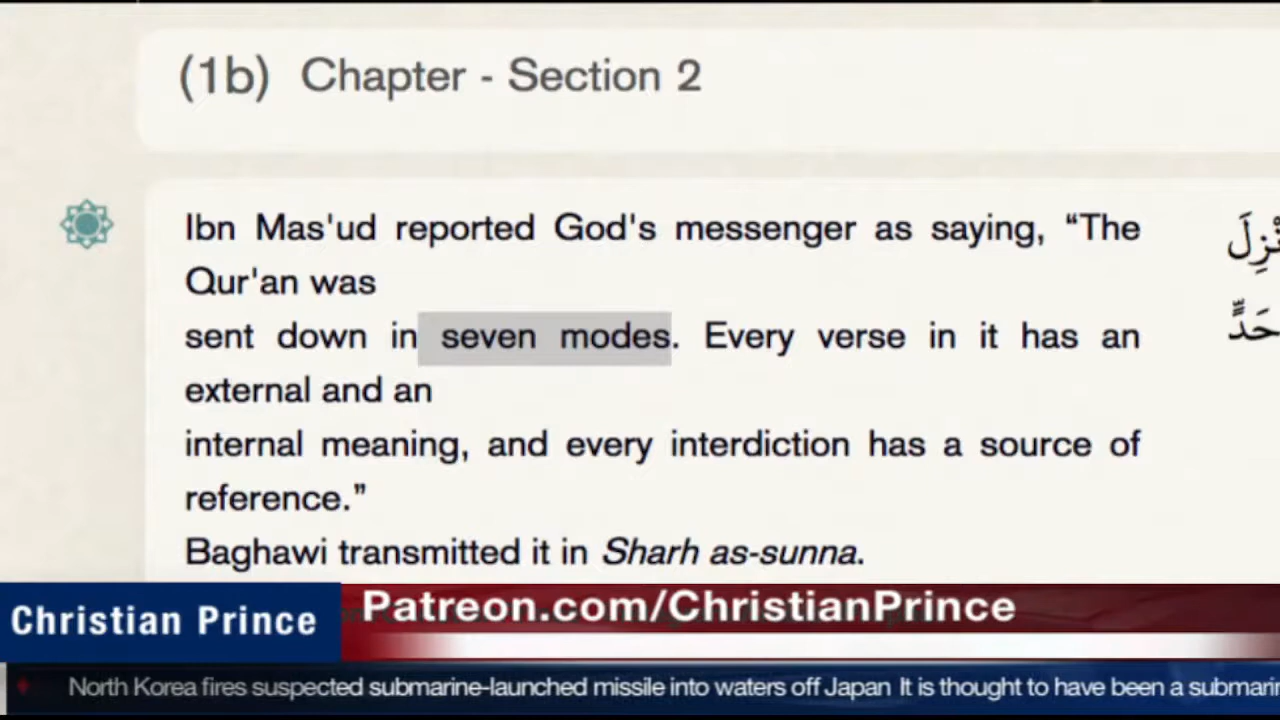 (1b) Chapter - Section 2
Ibn Mas'ud reported God's messenger as saying, “The
Qur'an was
sent down in seven modes. Every verse in it has an
external and an
internal meaning, and every interdiction has a source of
reference.”
Baghawi transmitted it in Sharh as-sunna.
Christian Prince
Patreon.com/ChristianPrince
North Korea fires suspected submarine-launched missile into waters off Japan It is thought to have been a